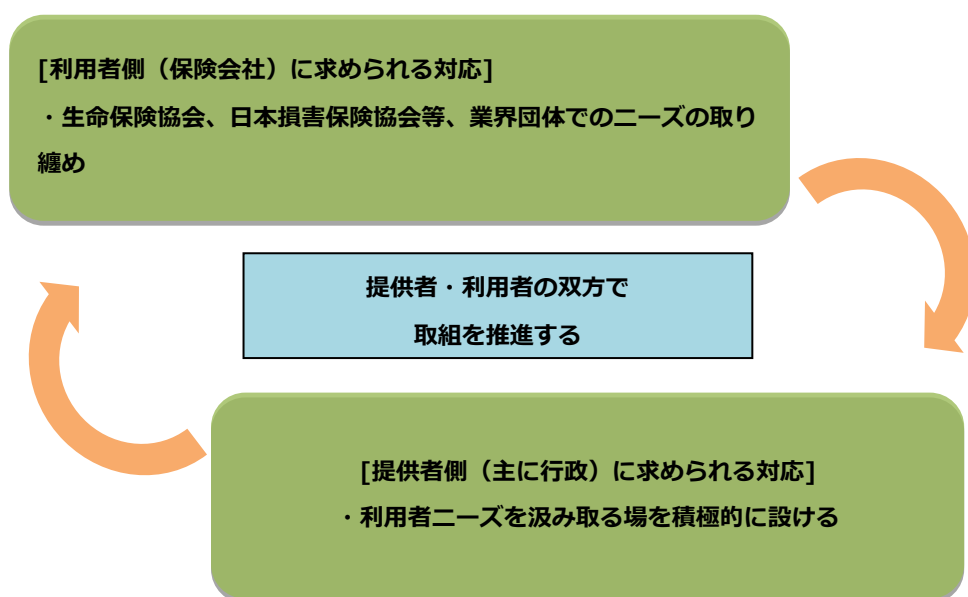 [利用者側（保険会社）に求められる対応]
・生命保険協会、日本損害保険協会等、業界団体でのニーズの取り
纏め
提供者・利用者の双方で
取組を推進する
[提供者側（主に行政）に求められる対応]
・利用者ニーズを汲み取る場を積極的に設ける